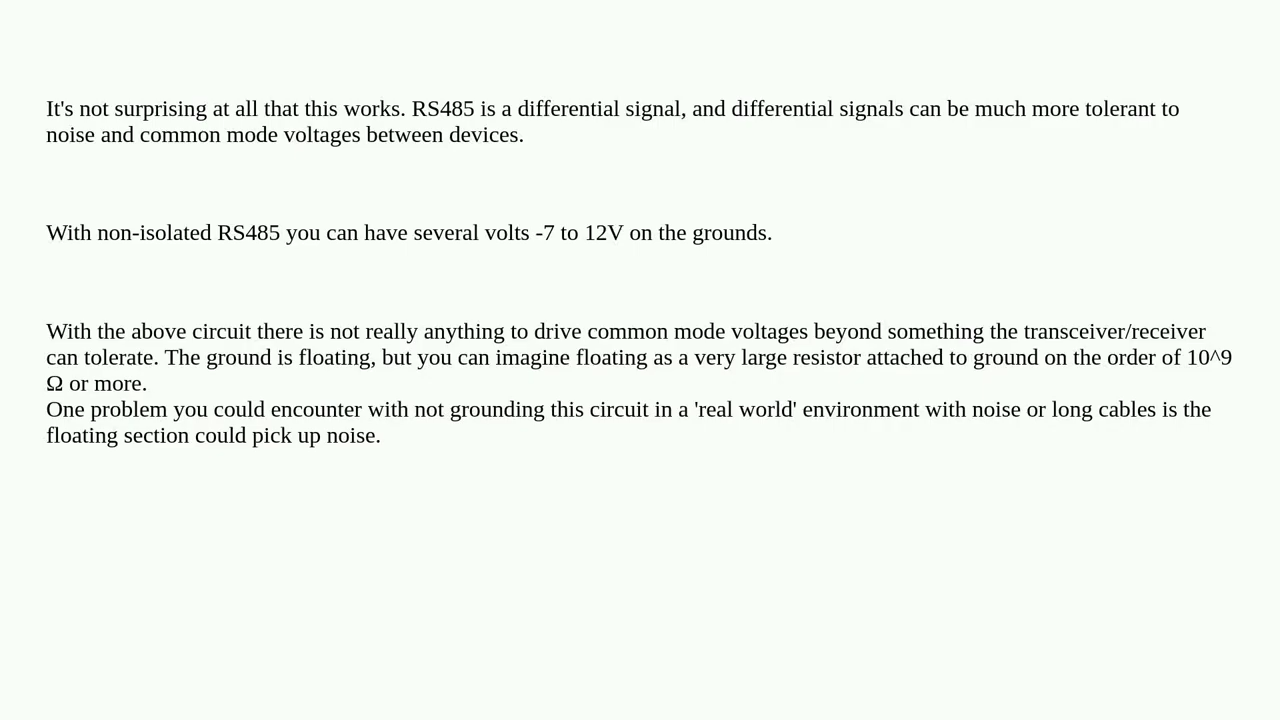 It's not surprising at all that this works. RS485 is a differential signal, and differential signals can be much more tolerant to
noise and common mode voltages between devices.
With non-isolated RS485 you can have several volts -7 to 12V on the grounds.
With the above circuit there is not really anything to drive common mode voltages beyond something the transceiver/receiver
can tolerate. The ground is floating, but you can imagine floating as a very large resistor attached to ground on the order of 10^9
Ω or more.
One problem you could encounter with not grounding this circuit in a 'real world' environment with noise or long cables is the
floating section could pick up noise.